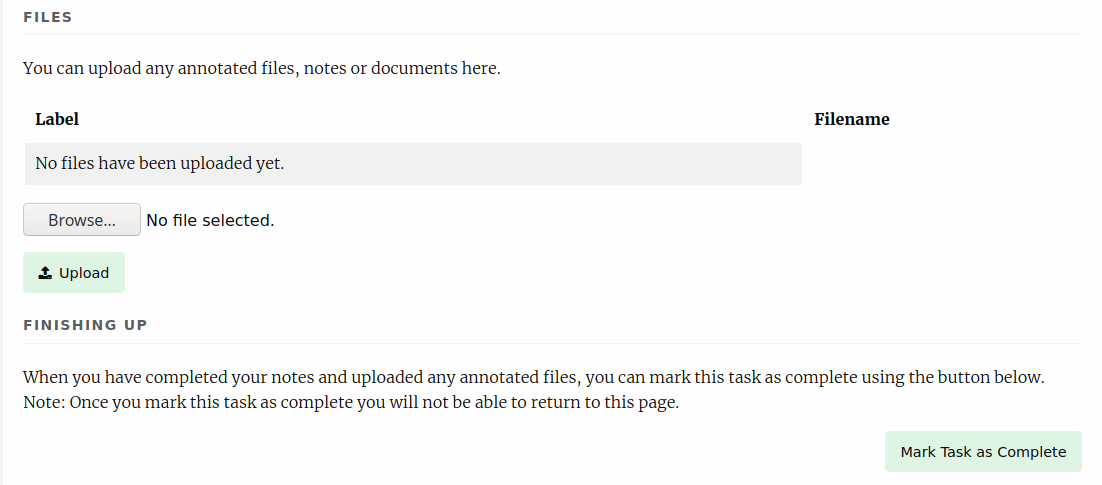 FILES
You can upload any annotated files, notes or documents here.
Label Filename
No files have been uploaded yet.
Browse... No file selected.
Upload
FINISHING UP
When you have completed your notes and uploaded any annotated files, you can mark this task as complete using the button below.
Note: Once you mark this task as complete you will not be able to return to this page.
Mark Task as Complete